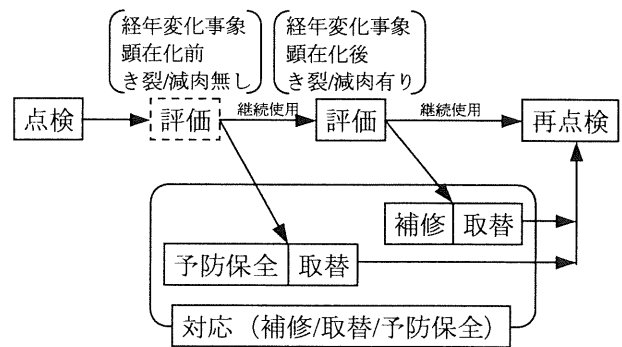 経年変化事象
顕在化前
き裂/減肉無し
経年変化事象
顕在化後
き裂/減肉有り
点検
評価
継続使用
評価
継続使用
再点検
補修
取替
予防保全
取替
対応（補修/取替/予防保全）